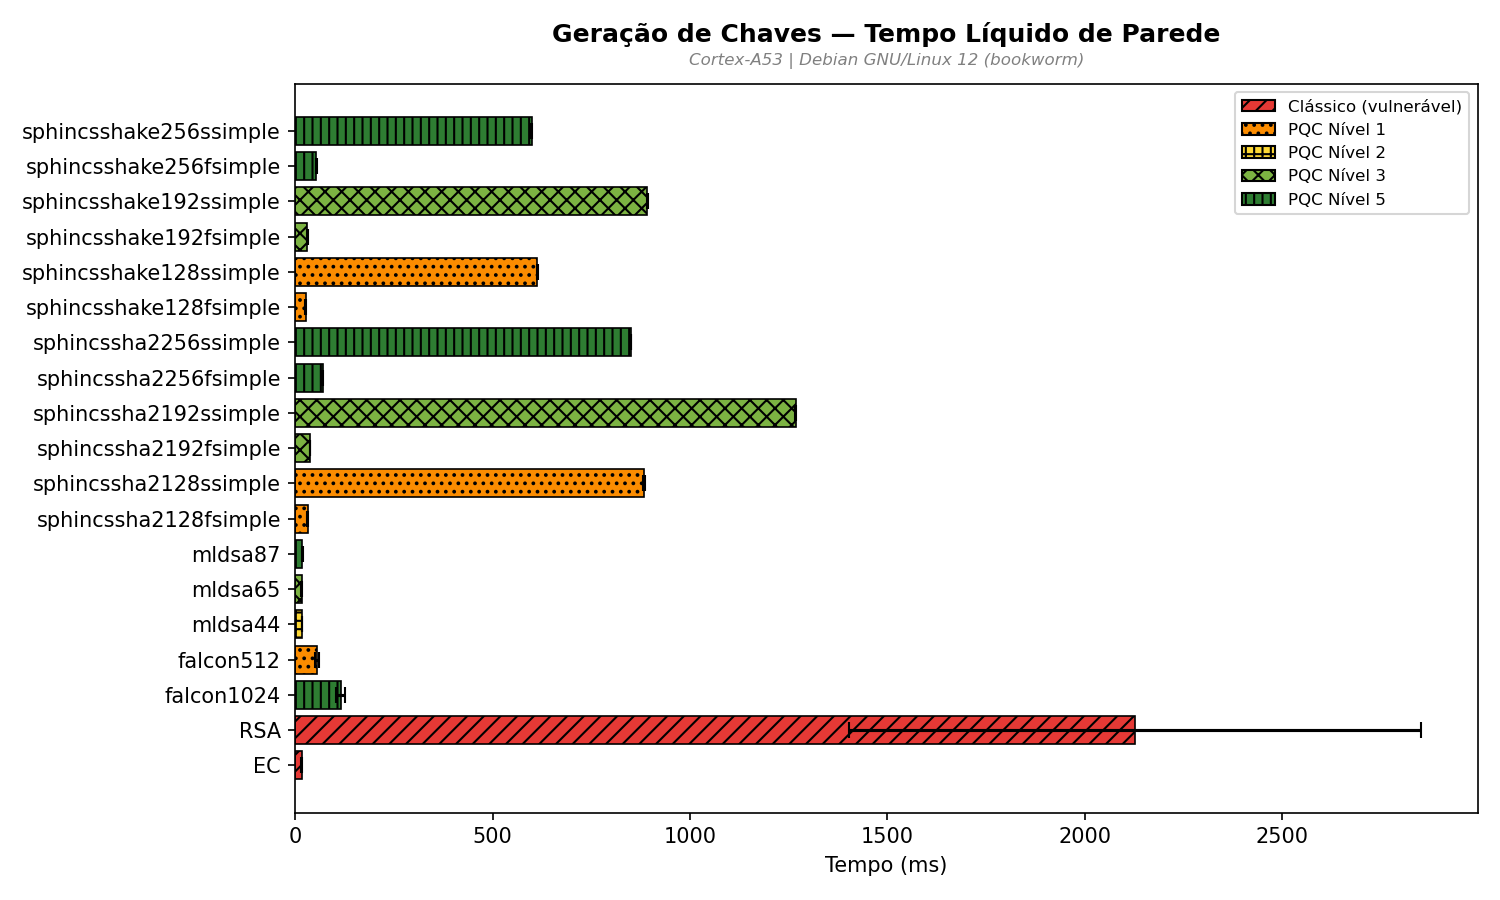 Geração de Chaves — Tempo Líquido de Parede
Cortex-A53 | Debian GNU/Linux 12 (bookworm)
Clássico (vulnerável)
PQC Nível 1
PQC Nível 2
PQC Nível 3
PQC Nível 5
sphincsshake256ssimple
sphincsshake256fsimple
sphincsshake192ssimple
sphincsshake192fsimple
sphincsshake128ssimple
sphincsshake128fsimple
sphincssha2256ssimple
sphincssha2256fsimple
sphincssha2192ssimple
sphincssha2192fsimple
sphincssha2128ssimple
sphincssha2128fsimple
mldsa87
mldsa65
mldsa44
falcon512
falcon1024
RSA
EC
0 500 1000 1500 2000 2500
Tempo (ms)